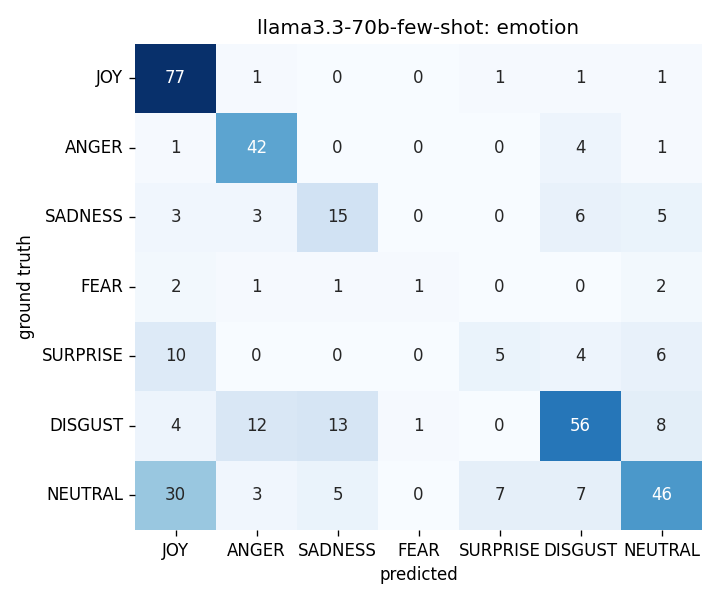 llama3.3-70b-few-shot: emotion
JOY 77 1 0 0 1 1 1
ANGER 1 42 0 0 0 4 1
SADNESS 3 3 15 0 0 6 5
FEAR 2 1 1 1 0 0 2
SURPRISE 10 0 0 0 5 4 6
DISGUST 4 12 13 1 0 56 8
NEUTRAL 30 3 5 0 7 7 46
JOY ANGER SADNESS FEAR SURPRISE DISGUST NEUTRAL
predicted
ground truth